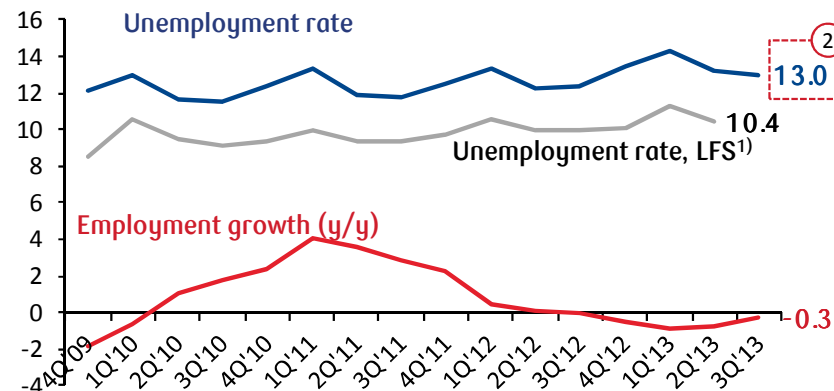 16
14
12
10
8
6
4
2
0
-2
-4
Unemployment rate
2
13.0
10.4
Unemployment rate, LFS1)
Employment growth (y/y)
-0.3
4Q'09
1Q'10
2Q'10
3Q'10
4Q'10
1Q'11
2Q'11
3Q'11
4Q'11
1Q'12
2Q'12
3Q'12
4Q'12
1Q'13
2Q'13
3Q'13